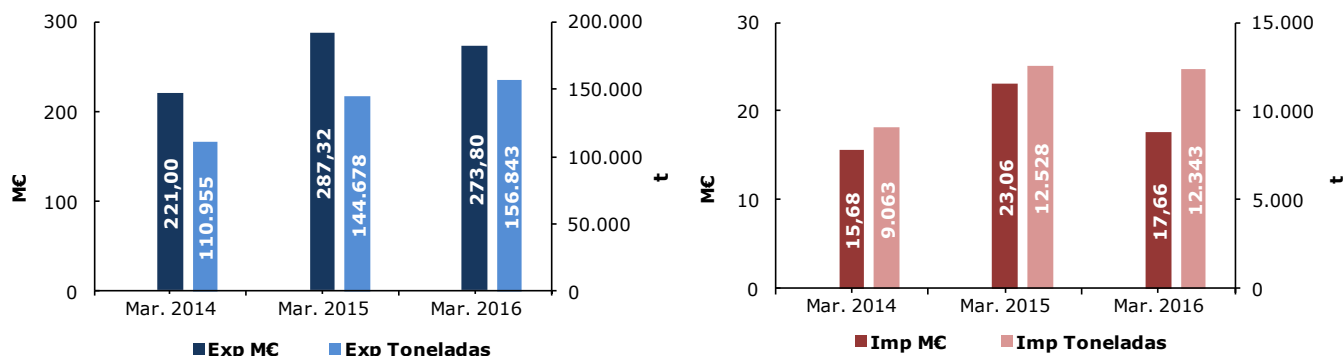 300
200
100
0
M€
221,00
110.955
287,32
144.678
273,80
156.843
200.000
150.000
100.000
50.000
0
t
Mar. 2014
Mar. 2015
Mar. 2016
Exp M€
Exp Toneladas
30
20
10
0
M€
15,68
9.063
23,06
12.528
17,66
12.343
15.000
10.000
5.000
0
t
Mar. 2014
Mar. 2015
Mar. 2016
Imp M€
Imp Toneladas